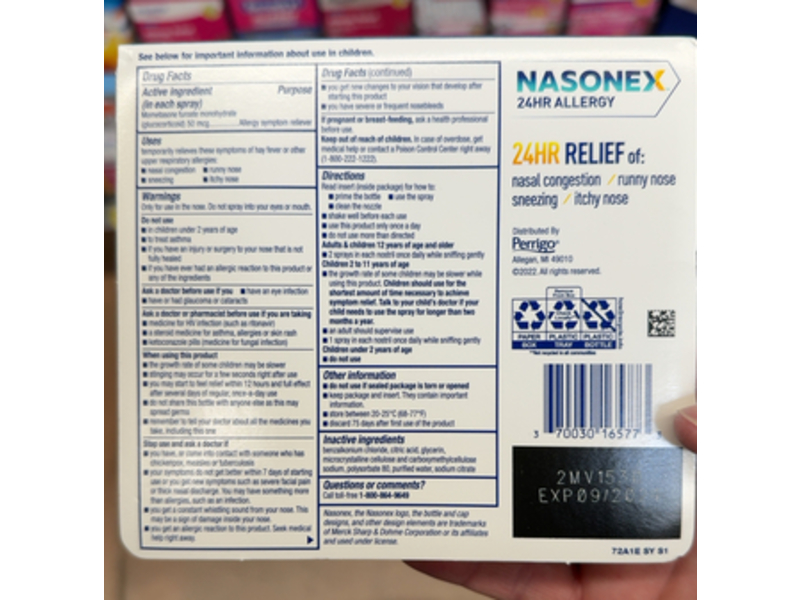 See below for important information about use in children.
Drug Facts
Active ingredient Purpose
(in each spray)
Mometasone furoate monohydrate
(glucocorticoid) 50 mcg Allergy symptom reliever
Uses
temporarily relieves these symptoms of hay fever or other
upper respiratory allergies:
■ nasal congestion ■ runny nose
■ sneezing ■ itchy nose
Warnings
Only for use in the nose. Do not spray into your eyes or mouth.
Do not use
■ in children under 2 years of age
■ to treat asthma
■ if you have an injury or surgery to your nose that is not
fully healed
■ if you have ever had an allergic reaction to this product or
any of the ingredients
Ask a doctor before use if you ■ have an eye infection
■ have or had glaucoma or cataracts
Ask a doctor or pharmacist before use if you are taking
■ medicine for HIV infection (such as ritonavir)
■ a steroid medicine for asthma, allergies or skin rash
■ ketoconazole pills (medicine for fungal infection)
When using this product
■ the growth rate of some children may be slower
■ stinging may occur for a few seconds right after use
■ you may start to feel relief within 12 hours and full effect
after several days of regular, once-a-day use
■ do not share this bottle with anyone else as this may
spread germs
■ remember to tell your doctor about all the medicines you
take, including this one
Stop use and ask a doctor if
■ you have, or come into contact with someone who has
chickenpox, measles or tuberculosis
■ your symptoms do not get better within 7 days of starting
use or you get new symptoms such as severe facial pain
or thick nasal discharge. You may have something more
than allergies, such as an infection.
■ you get a constant whistling sound from your nose. This
may be a sign of damage inside your nose.
■ you get an allergic reaction to this product. Seek medical
help right away.
Drug Facts (continued)
■ you get new changes to your vision that develop after
starting this product
■ you have severe or frequent nosebleeds
If pregnant or breast-feeding, ask a health professional
before use.
Keep out of reach of children. In case of overdose, get
medical help or contact a Poison Control Center right away
(1-800-222-1222).
Directions
Read insert (inside package) for how to:
■ prime the bottle ■ use the spray
■ clean the nozzle
■ shake well before each use
■ use this product only once a day
■ do not use more than directed
Adults & children 12 years of age and older
■ 2 sprays in each nostril once daily while sniffing gently
Children 2 to 11 years of age
■ the growth rate of some children may be slower while
using this product. Children should use for the
shortest amount of time necessary to achieve
symptom relief. Talk to your child's doctor if your
child needs to use the spray for longer than two
months a year.
■ an adult should supervise use
■ 1 spray in each nostril once daily while sniffing gently
Children under 2 years of age
■ do not use
Other information
■ do not use if sealed package is torn or opened
■ keep package and insert. They contain important
information.
■ store between 20-25°C (68-77°F)
■ discard 75 days after first use of the product
Inactive ingredients
benzalkonium chloride, citric acid, glycerin,
microcrystalline cellulose and carboxymethylcellulose
sodium, polysorbate 80, purified water, sodium citrate
Questions or comments?
Call toll-free 1-800-864-9649
Nasonex, the Nasonex logo, the bottle and cap
designs, and other design elements are trademarks
of Merck Sharp & Dohme Corporation or its affiliates
and used under license.
NASONEX
24HR ALLERGY
24HR RELIEF of:
nasal congestion / runny nose
sneezing / itchy nose
Distributed By
Perrigo®
Allegan, MI 49010
©2022. All rights reserved.
PAPER PLASTIC PLASTIC
BOX TRAY BOTTLE
*Not recycled in all communities
3 70030 16577
2MV15
EXP09/20
72A1E SY S1